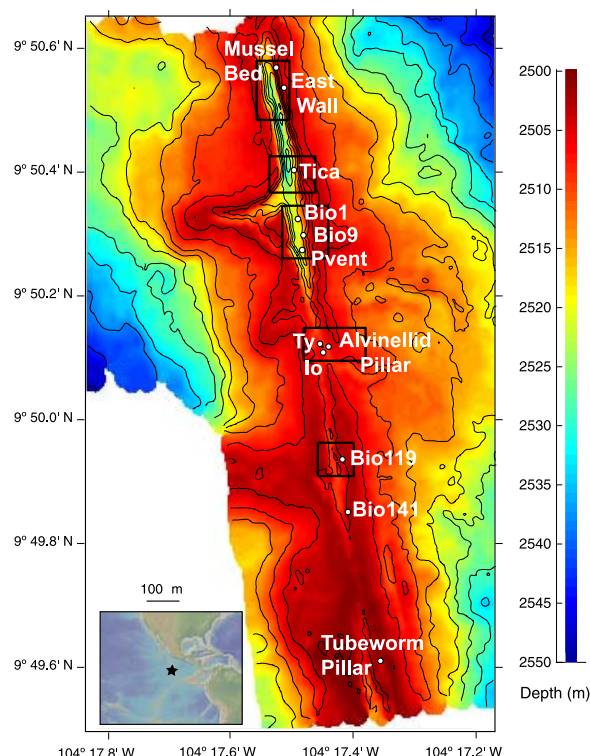 9° 50.6' N
9° 50.4' N
9° 50.2' N
9° 50.0' N
9° 49.8' N
9° 49.6' N
Mussel
Bed
East
Wall
Tica
Bio1
Bio9
Pvent
Ty
Alvinellid
Io
Pillar
Bio119
Bio141
Tubeworm
Pillar
100 m
104° 17.8' 
104° 17.6' W
104° 17.4' W
104° 17.2' W
2500
2505
2510
2515
2520
2525
2530
2535
2540
2545
2550
Depth (m)